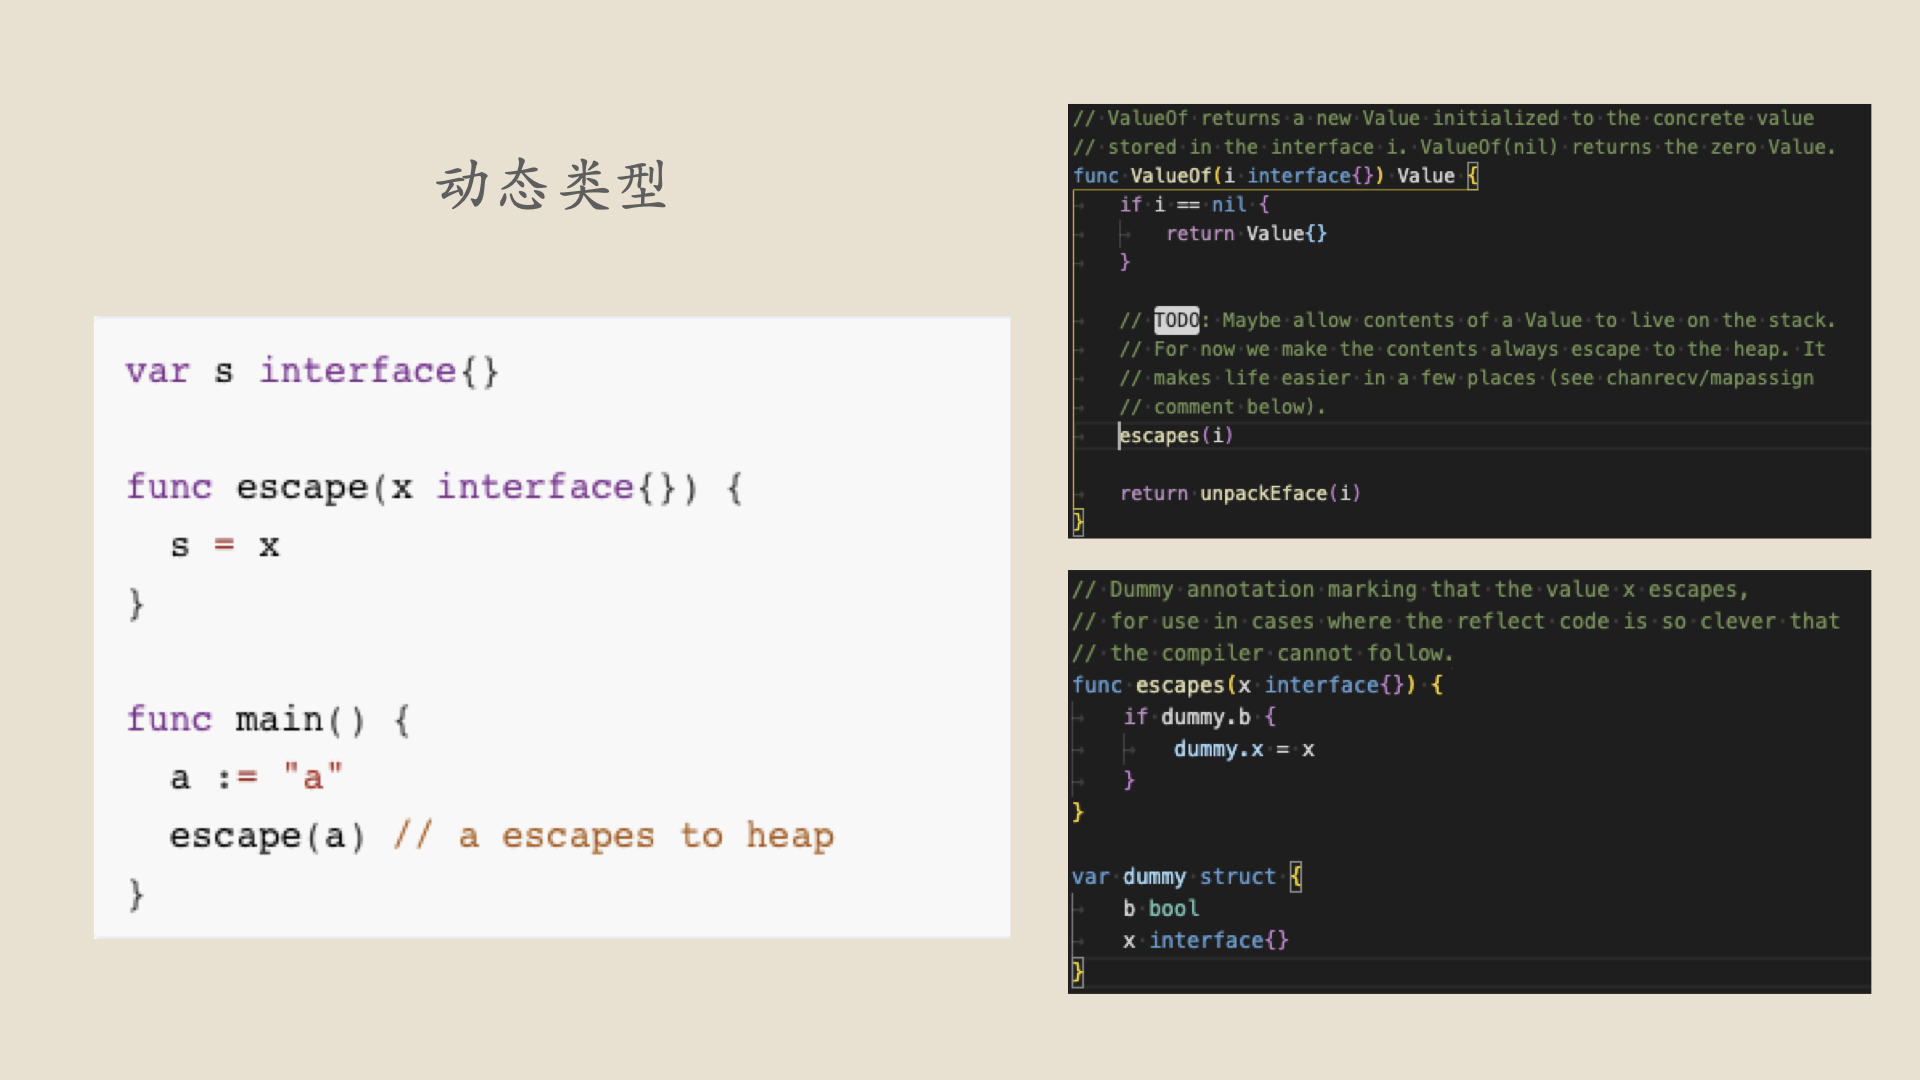 动态类型
var s interface{}
func escape(x interface{}) {
  s = x
}
func main() {
  a := "a"
  escape(a) // a escapes to heap
}
// ValueOf returns a new Value initialized to the concrete value
// stored in the interface i. ValueOf(nil) returns the zero Value.
func ValueOf(i interface{}) Value {
    if i == nil {
        return Value{}
    }
    // TODO: Maybe allow contents of a Value to live on the stack.
    // For now we make the contents always escape to the heap. It
    // makes life easier in a few places (see chanrecv/mapassign
    // comment below).
    escapes(i)
    return unpackEface(i)
}
// Dummy annotation marking that the value x escapes,
// for use in cases where the reflect code is so clever that
// the compiler cannot follow.
func escapes(x interface{}) {
    if dummy.b {
        dummy.x = x
    }
}
var dummy struct {
    b bool
    x interface{}
}